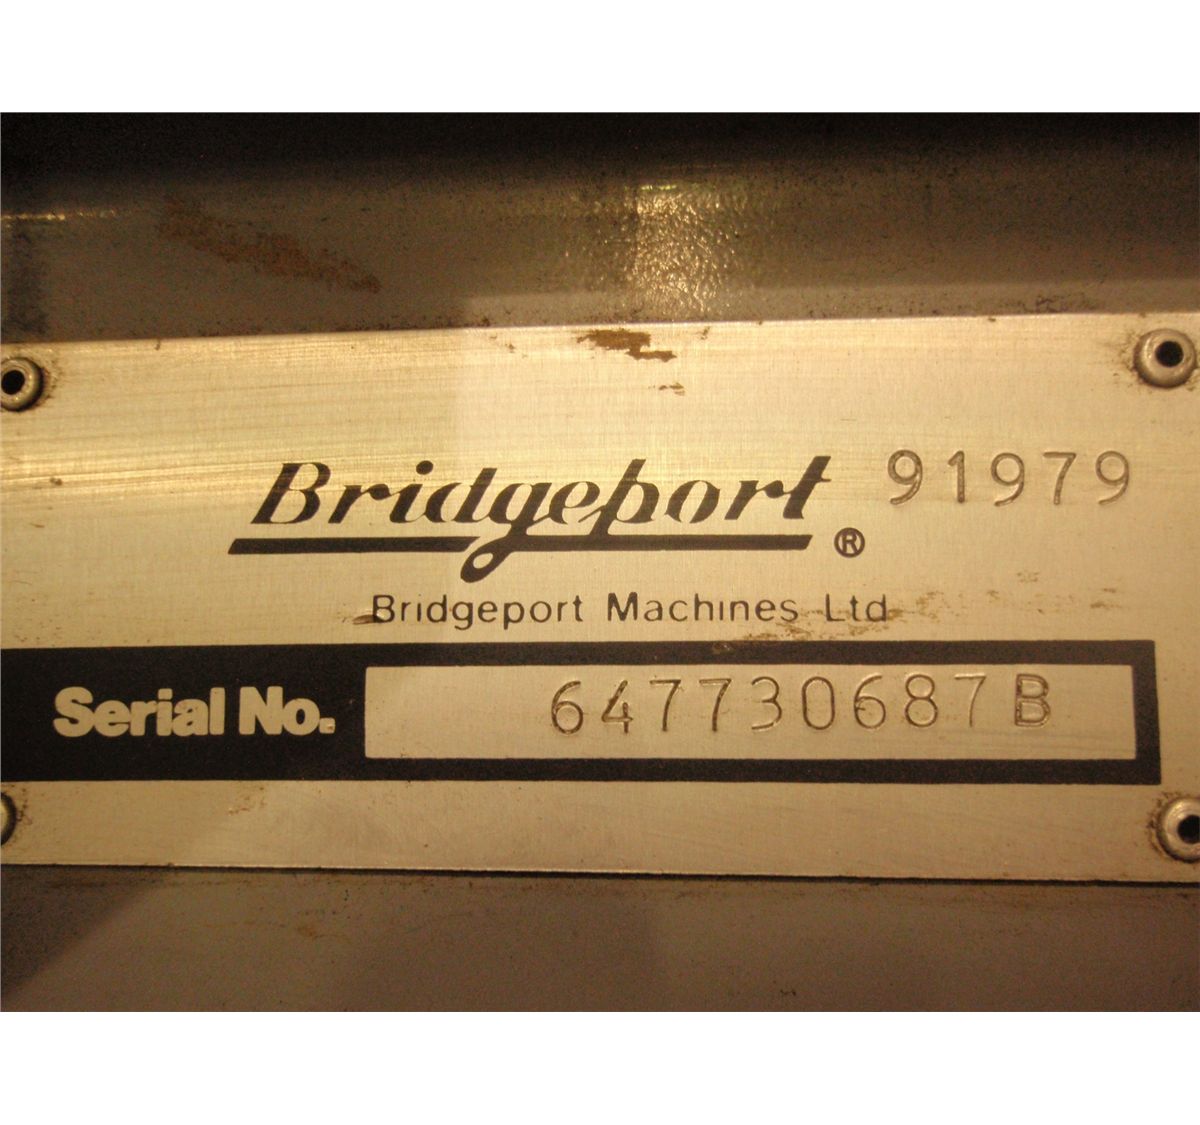 Bridgeport ® 91979
Bridgeport Machines Ltd
Serial No. 647730687B